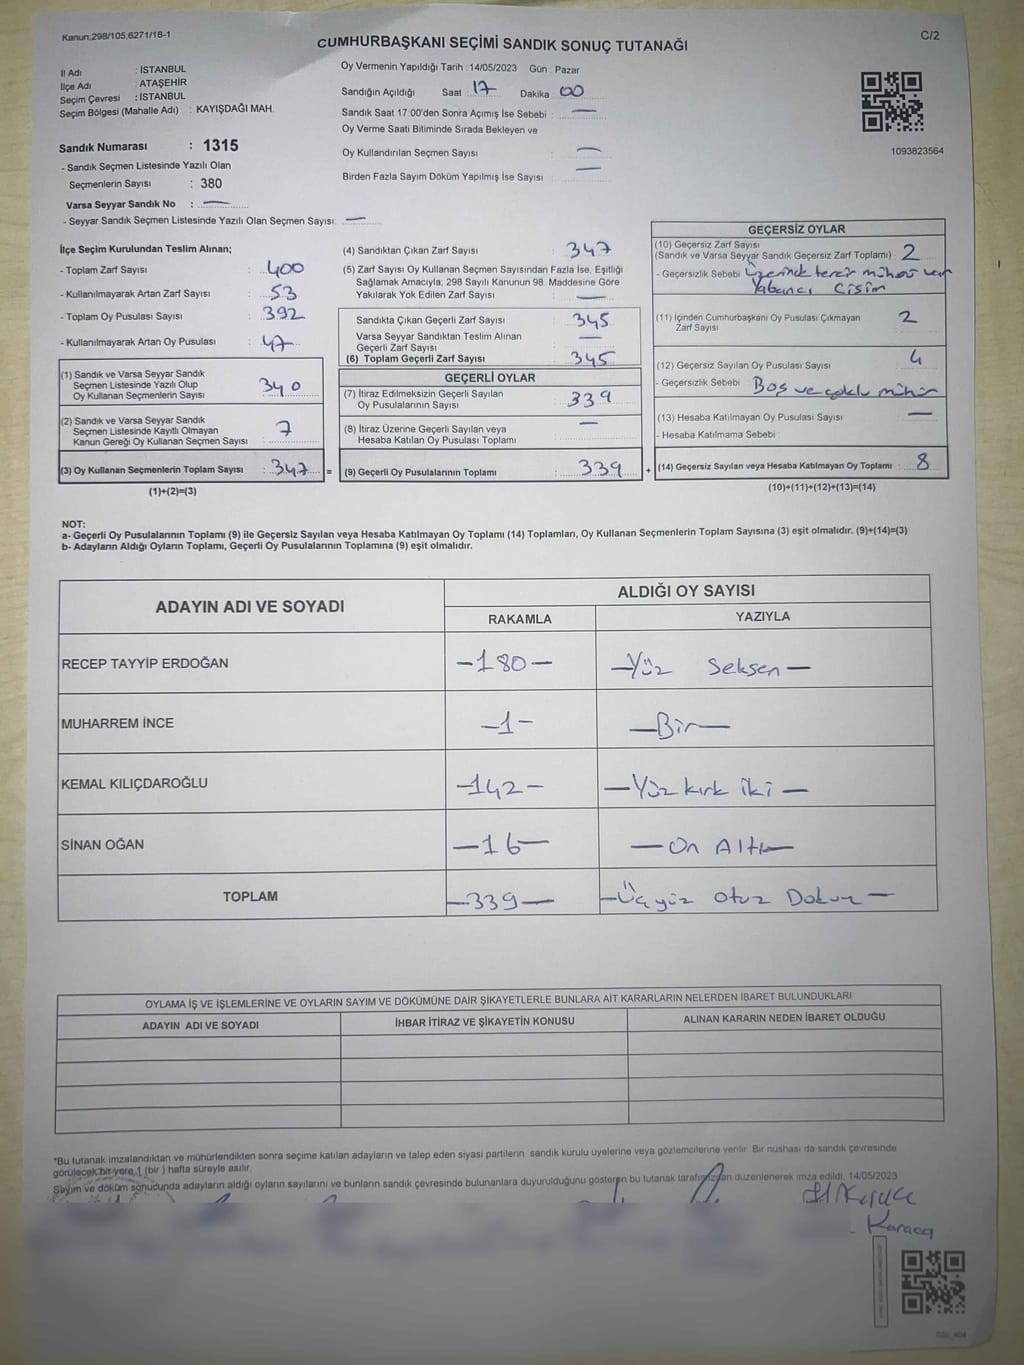 Kanun:298/105,6271/18-1
C/2
CUMHURBAŞKANI SEÇİMİ SANDIK SONUÇ TUTANAĞI
İl Adı : İSTANBUL
İlçe Adı : ATAŞEHİR
Seçim Çevresi : İSTANBUL
Seçim Bölgesi (Mahalle Adı) : KAYIŞDAĞI MAH.
Sandık Numarası : 1315
- Sandık Seçmen Listesinde Yazılı Olan
Seçmenlerin Sayısı : 380
Varsa Seyyar Sandık No : —
- Seyyar Sandık Seçmen Listesinde Yazılı Olan Seçmen Sayısı: —
Oy Vermenin Yapıldığı Tarih :14/05/2023 Gün : Pazar
Sandığın Açıldığı Saat 17 Dakika 00
Sandık Saat 17:00'den Sonra Açımış İse Sebebi : —
Oy Verme Saati Bitiminde Sırada Bekleyen ve
Oy Kullandırılan Seçmen Sayısı : —
Birden Fazla Sayım Döküm Yapılmış İse Sayısı : —
1093823564
İlçe Seçim Kurulundan Teslim Alınan;
- Toplam Zarf Sayısı : 400
- Kullanılmayarak Artan Zarf Sayısı : 53
- Toplam Oy Pusulası Sayısı : 392
- Kullanılmayarak Artan Oy Pusulası : 47
(1) Sandık ve Varsa Seyyar Sandık
Seçmen Listesinde Yazılı Olup
Oy Kullanan Seçmenlerin Sayısı : 340
(2) Sandık ve Varsa Seyyar Sandık
Seçmen Listesinde Kayıtlı Olmayan
Kanun Gereği Oy Kullanan Seçmen Sayısı : 7
(3) Oy Kullanan Seçmenlerin Toplam Sayısı : 347 =
(1)+(2)=(3)
(4) Sandıktan Çıkan Zarf Sayısı : 347
(5) Zarf Sayısı Oy Kullanan Seçmen Sayısından Fazla İse, Eşitliği
Sağlamak Amacıyla; 298 Sayılı Kanunun 98. Maddesine Göre
Yakılarak Yok Edilen Zarf Sayısı : —
Sandıkta Çıkan Geçerli Zarf Sayısı : 345
Varsa Seyyar Sandıktan Teslim Alınan
Geçerli Zarf Sayısı : —
(6) Toplam Geçerli Zarf Sayısı : 345
GEÇERLİ OYLAR
(7) İtiraz Edilmeksizin Geçerli Sayılan
Oy Pusulalarının Sayısı : 339
(8) İtiraz Üzerine Geçerli Sayılan veya
Hesaba Katılan Oy Pusulası Toplamı : —
(9) Geçerli Oy Pusulalarının Toplamı : 339 +
GEÇERSİZ OYLAR
(10) Geçersiz Zarf Sayısı
(Sandık ve Varsa Seyyar Sandık Geçersiz Zarf Toplamı) : 2
- Geçersizlik Sebebi : Üzerinde tercih mührü var
Yabancı Cisim
(11) İçinden Cumhurbaşkanı Oy Pusulası Çıkmayan
Zarf Sayısı 2
(12) Geçersiz Sayılan Oy Pusulası Sayısı : 4
- Geçersizlik Sebebi : Boş ve çoklu mühür
(13) Hesaba Katılmayan Oy Pusulası Sayısı : —
- Hesaba Katılmama Sebebi :
(14) Geçersiz Sayılan veya Hesaba Katılmayan Oy Toplamı : 8
(10)+(11)+(12)+(13)=(14)
NOT:
a- Geçerli Oy Pusulalarının Toplamı (9) ile Geçersiz Sayılan veya Hesaba Katılmayan Oy Toplamı (14) Toplamları, Oy Kullanan Seçmenlerin Toplam Sayısına (3) eşit olmalıdır. (9)+(14)=(3)
b- Adayların Aldığı Oyların Toplamı, Geçerli Oy Pusulalarının Toplamına (9) eşit olmalıdır.
ADAYIN ADI VE SOYADI
ALDIĞI OY SAYISI
RAKAMLA YAZIYLA
RECEP TAYYİP ERDOĞAN —180— —Yüz Seksen—
MUHARREM İNCE —1— —Bir—
KEMAL KILIÇDAROĞLU —142— —Yüz kırk iki—
SİNAN OĞAN —16— —On Altı—
TOPLAM —339— —Üçyüz Otuz Dokuz—
OYLAMA İŞ VE İŞLEMLERİNE VE OYLARIN SAYIM VE DÖKÜMÜNE DAİR ŞİKAYETLERLE BUNLARA AİT KARARLARIN NELERDEN İBARET BULUNDUKLARI
ADAYIN ADI VE SOYADI İHBAR İTİRAZ VE ŞİKAYETİN KONUSU ALINAN KARARIN NEDEN İBARET OLDUĞU
*Bu tutanak imzalandıktan ve mühürlendikten sonra seçime katılan adayların ve talep eden siyasi partilerin sandık kurulu üyelerine veya gözlemcilerine verilir. Bir nüshası da sandık çevresinde
görülecek bir yere 1 (bir ) hafta süreyle asılır.
Sayım ve döküm sonucunda adayların aldığı oyların sayılarını ve bunların sandık çevresinde bulunanlara duyurulduğunu gösteren bu tutanak tarafımızdan düzenlenerek imza edildi. 14/05/2023
Karaca